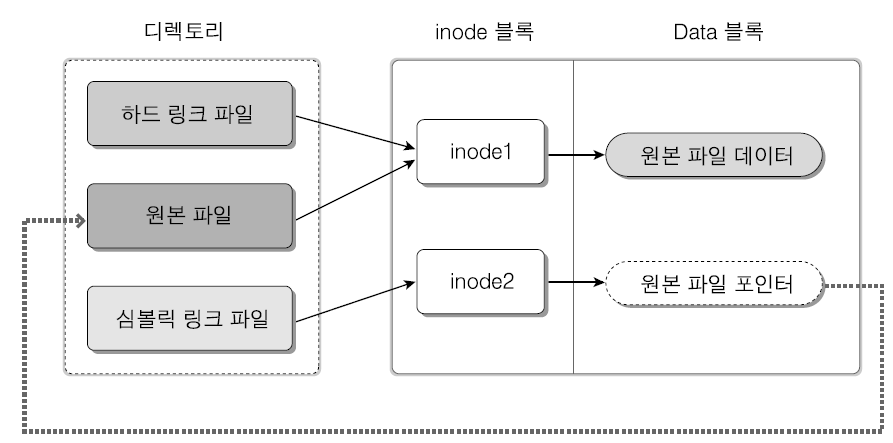 디렉토리
inode 블록
Data 블록
하드 링크 파일
inode1
원본 파일 데이터
원본 파일
inode2
원본 파일 포인터
심볼릭 링크 파일